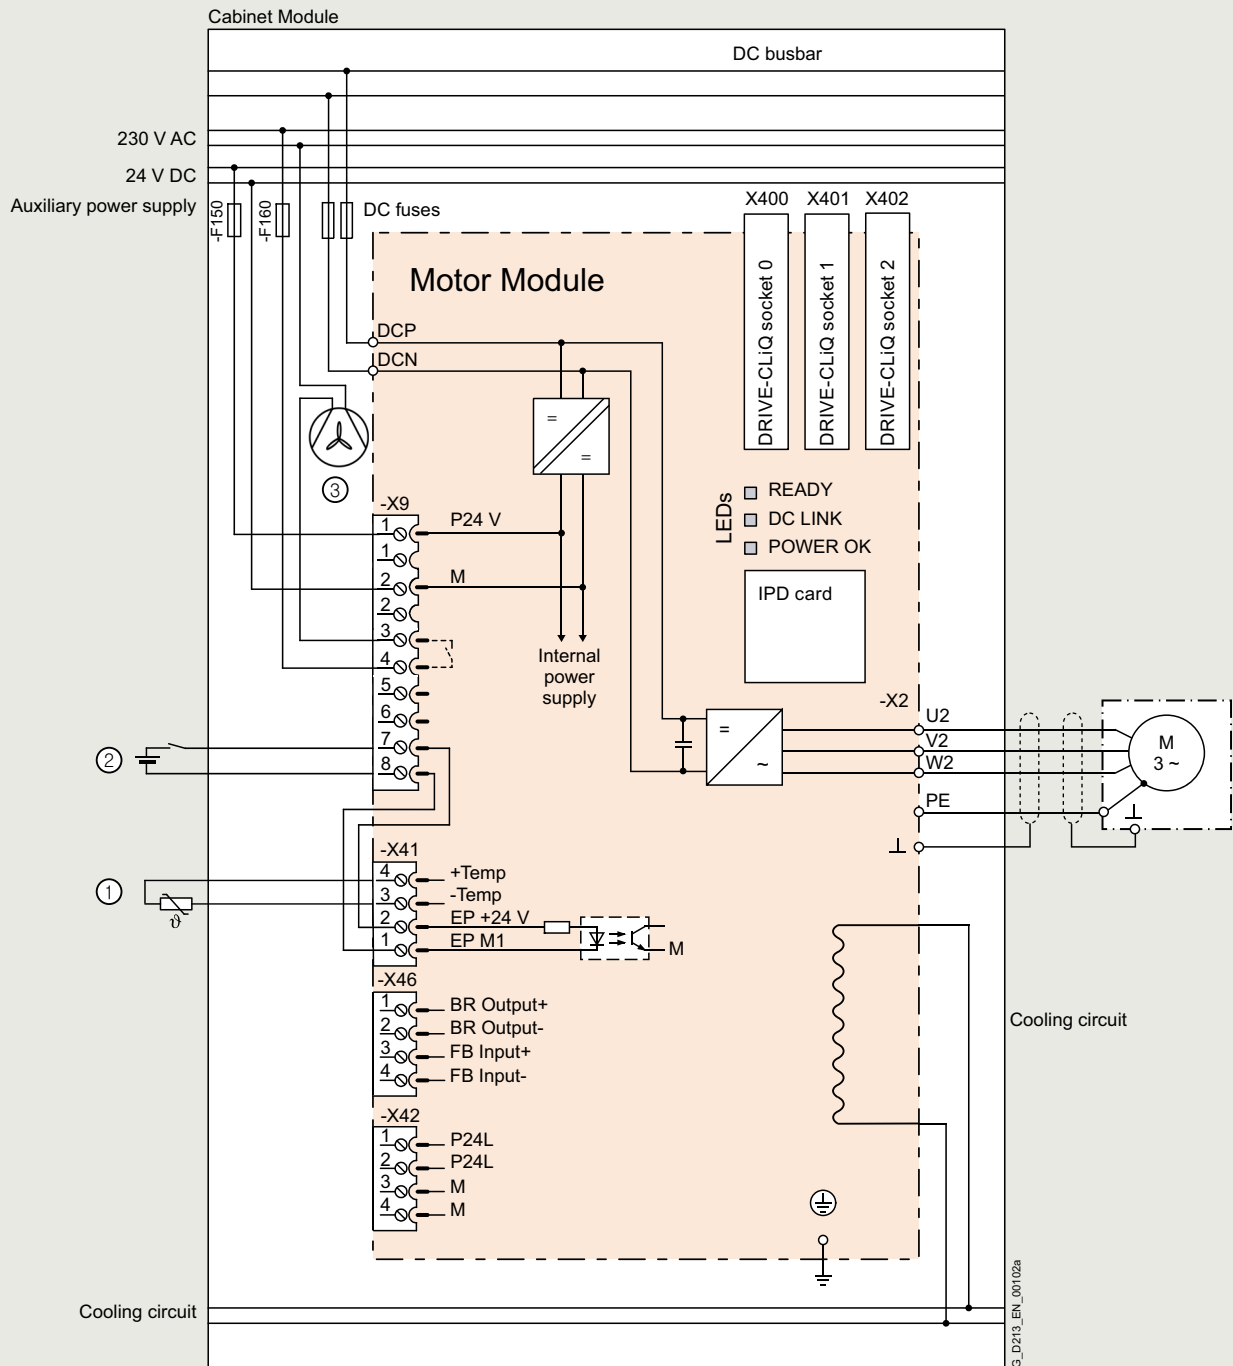 Cabinet Module
DC busbar
230 V AC
24 V DC
Auxiliary power supply
-F150
-F160
DC fuses
X400
X401
X402
DRIVE-CLiQ socket 0
DRIVE-CLiQ socket 1
DRIVE-CLiQ socket 2
Motor Module
DCP
DCN
=
=
3
LEDs
READY
DC LINK
POWER OK
IPD card
-X9
1
P24 V
1
2
M
2
3
4
5
6
7
8
Internal
power
supply
2
=
~
-X2
U2
V2
W2
PE
M
3 ~
-X41
1
4
+Temp
3
-Temp
2
EP +24 V
1
EP M1
M
ϑ
-X46
1
BR Output+
2
BR Output-
3
FB Input+
4
FB Input-
-X42
1
P24L
2
P24L
3
M
4
M
Cooling circuit
Cooling circuit
G_D213_EN_00102a